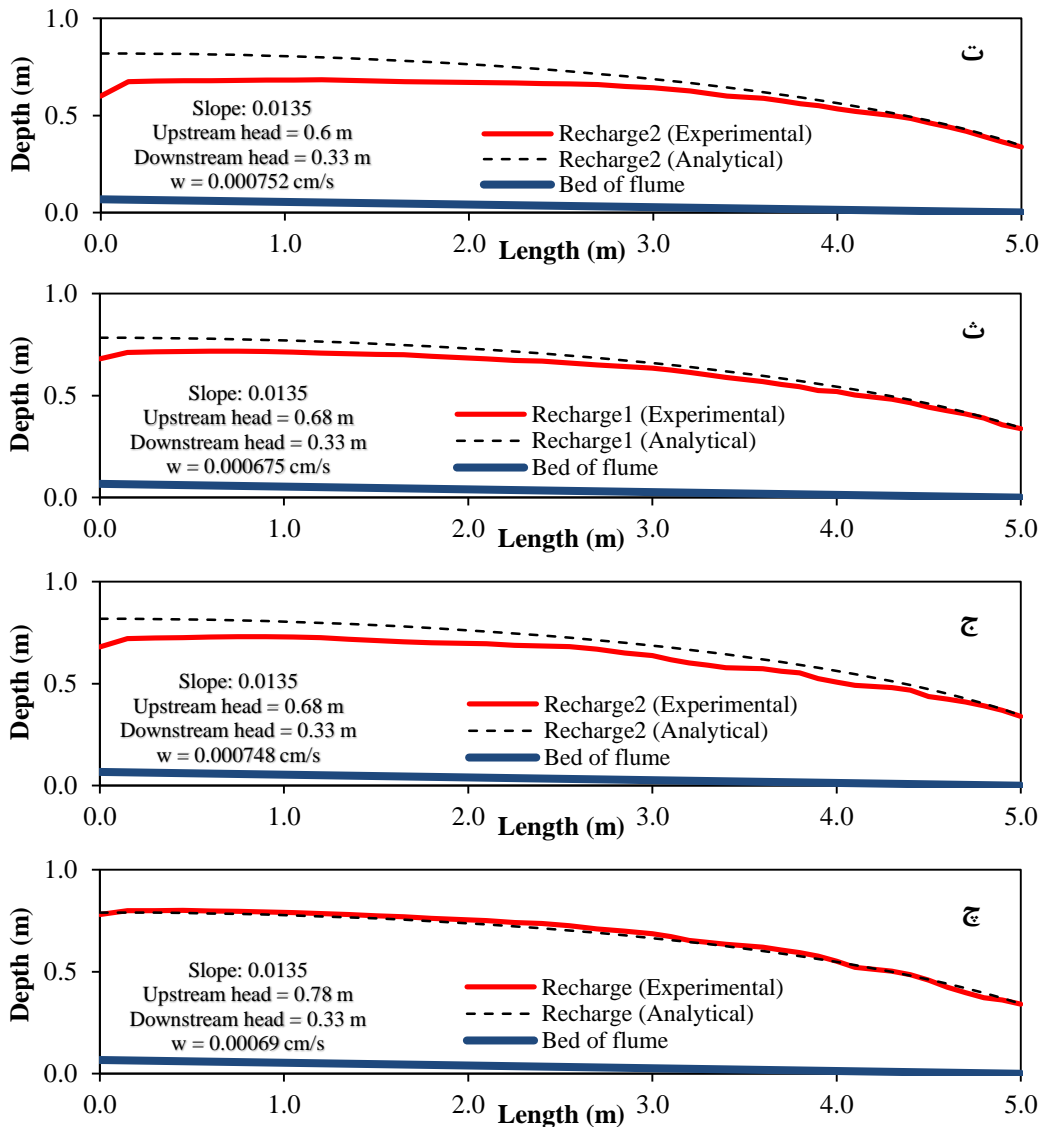 1.0
ت
Depth (m)
0.5
0.0
Slope: 0.0135
Upstream head = 0.6 m
Downstream head = 0.33 m
w = 0.000752 cm/s
Recharge2 (Experimental)
Recharge2 (Analytical)
Bed of flume
0.0 1.0 2.0 3.0 4.0 5.0
Length (m)
1.0
ث
Depth (m)
0.5
0.0
Slope: 0.0135
Upstream head = 0.68 m
Downstream head = 0.33 m
w = 0.000675 cm/s
Recharge1 (Experimental)
Recharge1 (Analytical)
Bed of flume
0.0 1.0 2.0 3.0 4.0 5.0
Length (m)
1.0
ج
Depth (m)
0.5
0.0
Slope: 0.0135
Upstream head = 0.68 m
Downstream head = 0.33 m
w = 0.000748 cm/s
Recharge2 (Experimental)
Recharge2 (Analytical)
Bed of flume
0.0 1.0 2.0 3.0 4.0 5.0
Length (m)
1.0
چ
Depth (m)
0.5
0.0
Slope: 0.0135
Upstream head = 0.78 m
Downstream head = 0.33 m
w = 0.00069 cm/s
Recharge (Experimental)
Recharge (Analytical)
Bed of flume
0.0 1.0 2.0 3.0 4.0 5.0
Length (m)